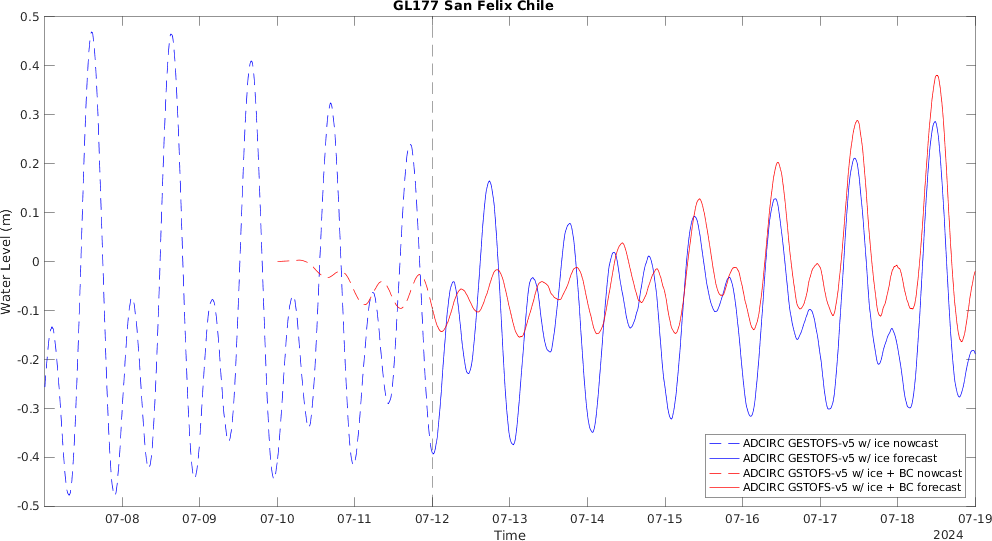 GL177 San Felix Chile
0.5
0.4
0.3
0.2
0.1
0
-0.1
-0.2
-0.3
-0.4
-0.5
Water Level (m)
ADCIRC GESTOFS-v5 w/ ice nowcast
ADCIRC GESTOFS-v5 w/ ice forecast
ADCIRC GSTOFS-v5 w/ ice + BC nowcast
ADCIRC GSTOFS-v5 w/ ice + BC forecast
07-08 07-09 07-10 07-11 07-12 07-13 07-14 07-15 07-16 07-17 07-18 07-19
Time
2024